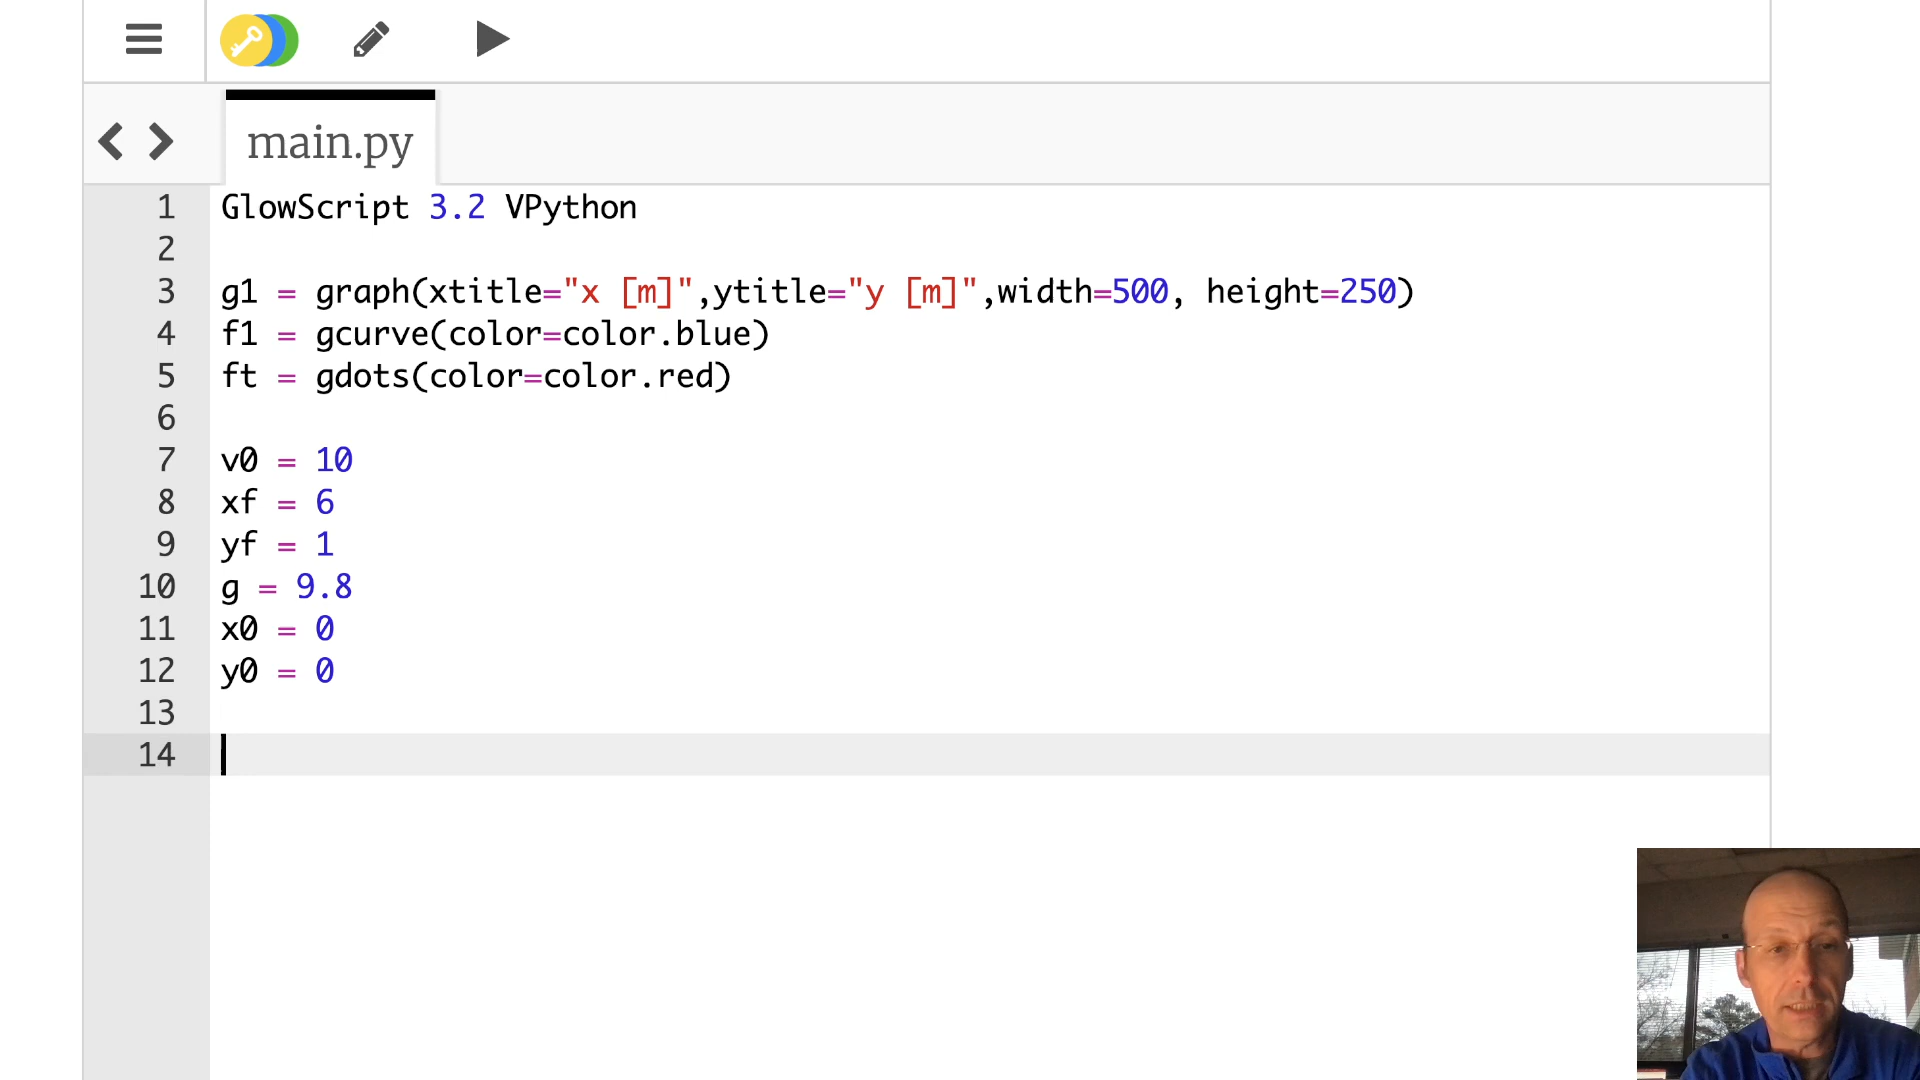 main.py
1 GlowScript 3.2 VPython
2
3 g1 = graph(xtitle="x [m]",ytitle="y [m]",width=500, height=250)
4 f1 = gcurve(color=color.blue)
5 ft = gdots(color=color.red)
6
7 v0 = 10
8 xf = 6
9 yf = 1
10 g = 9.8
11 x0 = 0
12 y0 = 0
13
14